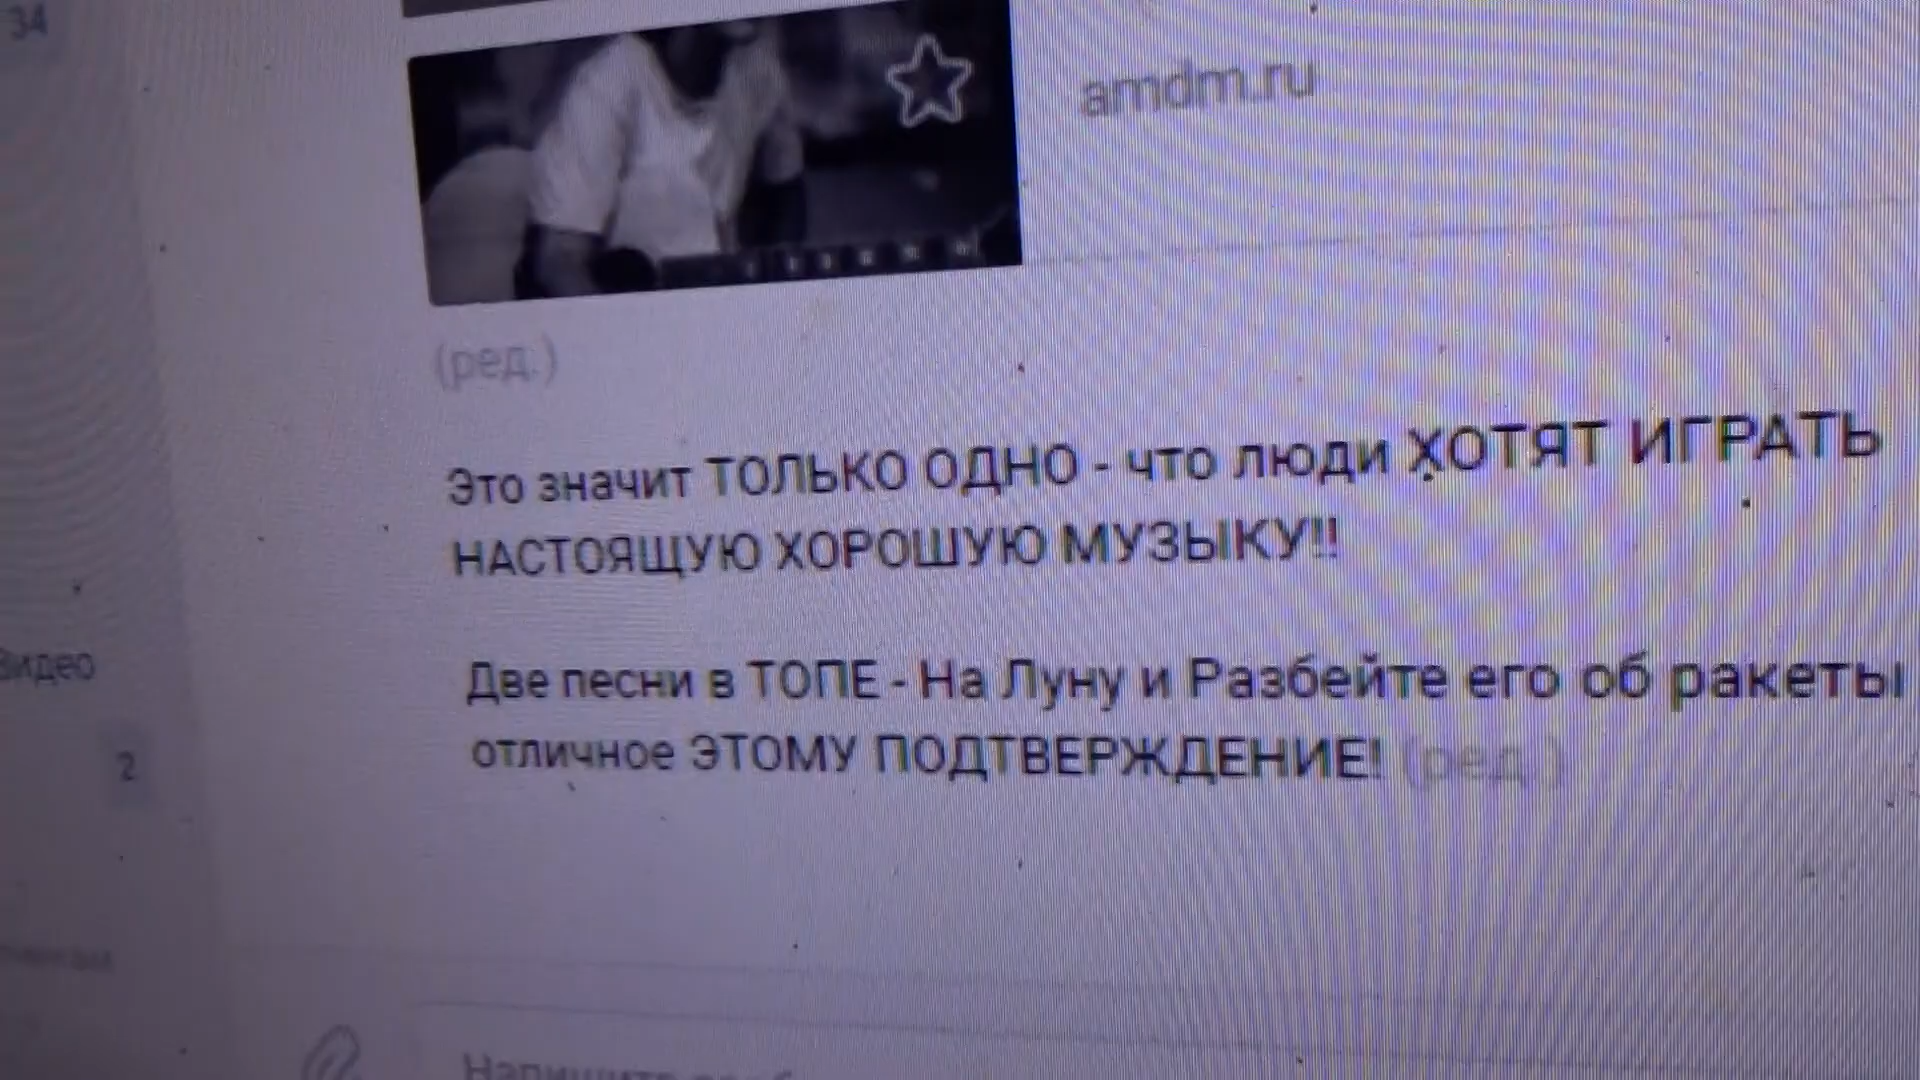 34
amdm.ru
(ред.)
Это значит ТОЛЬКО ОДНО - что люди ХОТЯТ ИГРАТЬ
НАСТОЯЩУЮ ХОРОШУЮ МУЗЫКУ!!
Видео
Две песни в ТОПЕ - На Луну и Разбейте его об ракеты
отличное ЭТОМУ ПОДТВЕРЖДЕНИЕ! (ред.)
2
Напишите